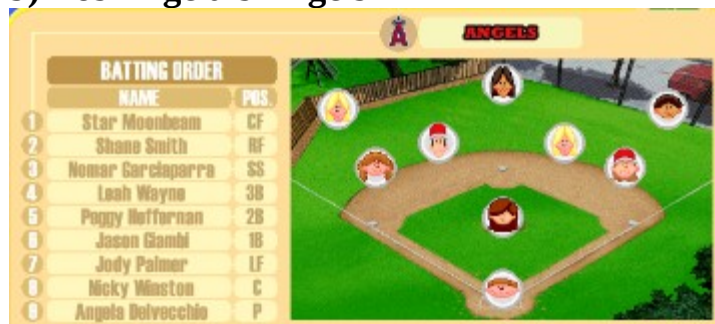 ANGELS
BATTING ORDER
NAME POS.
1 Star Moonbeam CF
2 Shane Smith RF
3 Nomar Garciaparra SS
4 Leah Wayne 3B
5 Peggy Heffernan 2B
6 Jason Giambi 1B
7 Jody Palmer LF
8 Nicky Winston C
9 Angela Delvecchio P